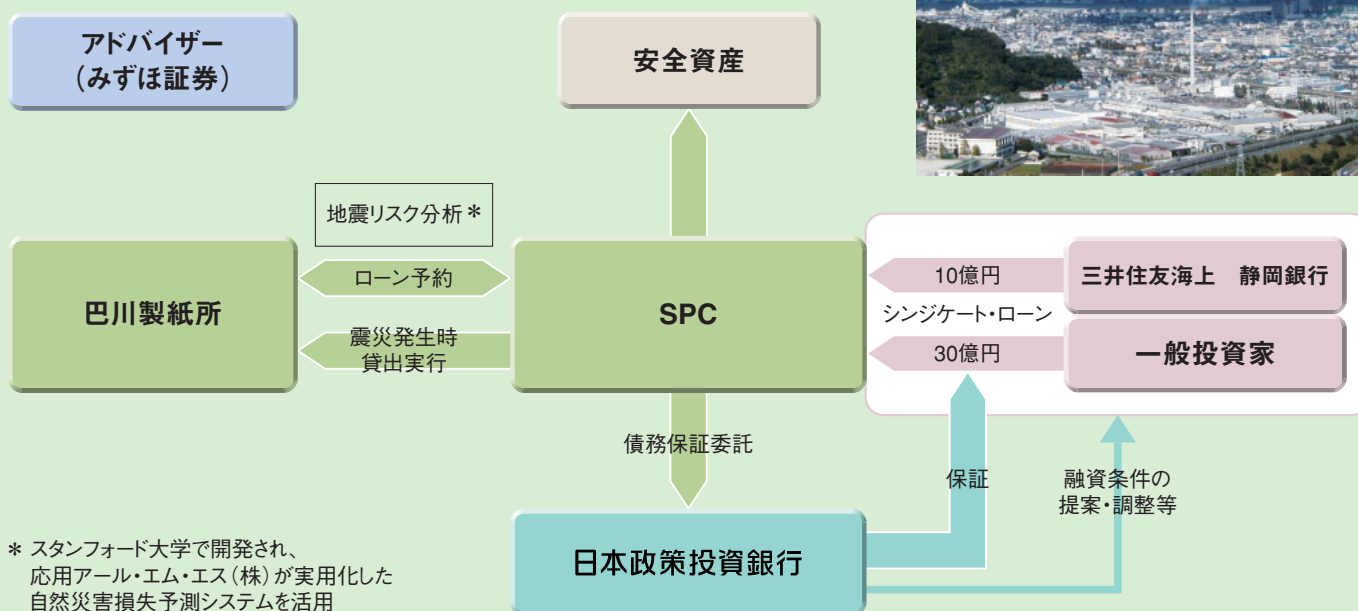 アドバイザー
（みずほ証券）
安全資産
地震リスク分析＊
巴川製紙所
ローン予約
震災発生時
貸出実行
SPC
10億円
シンジケート・ローン
30億円
三井住友海上　静岡銀行
一般投資家
債務保証委託
保証
融資条件の
提案・調整等
日本政策投資銀行
＊ スタンフォード大学で開発され、
応用アール・エム・エス（株）が実用化した
自然災害損失予測システムを活用